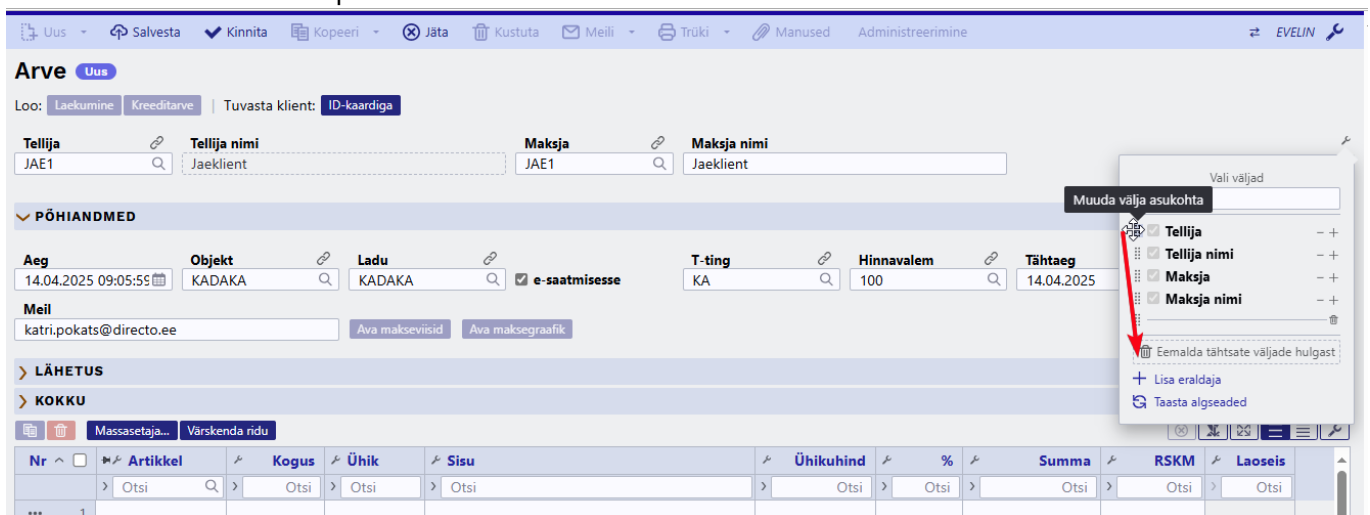 Uus Salvesta Kinnita Kopeeri Jäta Kustuta Meili Trüki Manused Administreerimine EVELIN
Arve Uus
Loo: Laekumine Kreeditarve | Tuvasta klient: ID-kaardiga
Tellija Tellija nimi Maksja Maksja nimi
JAE1 Jaeklient JAE1 Jaeklient
Vali väljad
Muuda välja asukohta
PÕHIANDMED
Tellija
Tellija nimi
Maksja
Maksja nimi
Eemalda tähtsate väljade hulgast
Lisa eraldaja
Taasta algseaded
Aeg Objekt Ladu T-ting Hinnavalem Tähtaeg
14.04.2025 09:05:59 KADAKA KADAKA e-saatmisesse KA 100 14.04.2025
Meil
katri.pokats@directo.ee Ava makseviisid Ava maksegraafik
LÄHETUS
KOKKU
Massasetaja... Värskenda ridu
Nr Artikkel Kogus Ühik Sisu Ühikuhind % Summa RSKM Laoseis
Otsi Otsi Otsi Otsi Otsi Otsi Otsi Otsi Otsi
1